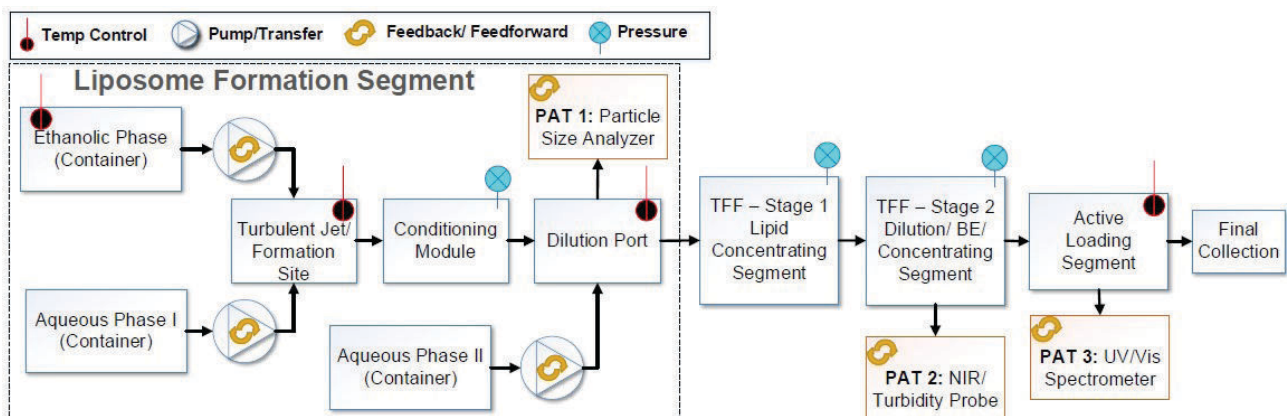 Temp Control
Pump/Transfer
Feedback/ Feedforward
Pressure
Liposome Formation Segment
Ethanolic Phase
(Container)
PAT 1: Particle
Size Analyzer
Turbulent Jet/
Formation
Site
Conditioning
Module
Dilution Port
TFF – Stage 1
Lipid
Concentrating
Segment
TFF – Stage 2
Dilution/ BE/
Concentrating
Segment
Active
Loading
Segment
Final
Collection
Aqueous Phase I
(Container)
Aqueous Phase II
(Container)
PAT 2: NIR/
Turbidity Probe
PAT 3: UV/Vis
Spectrometer